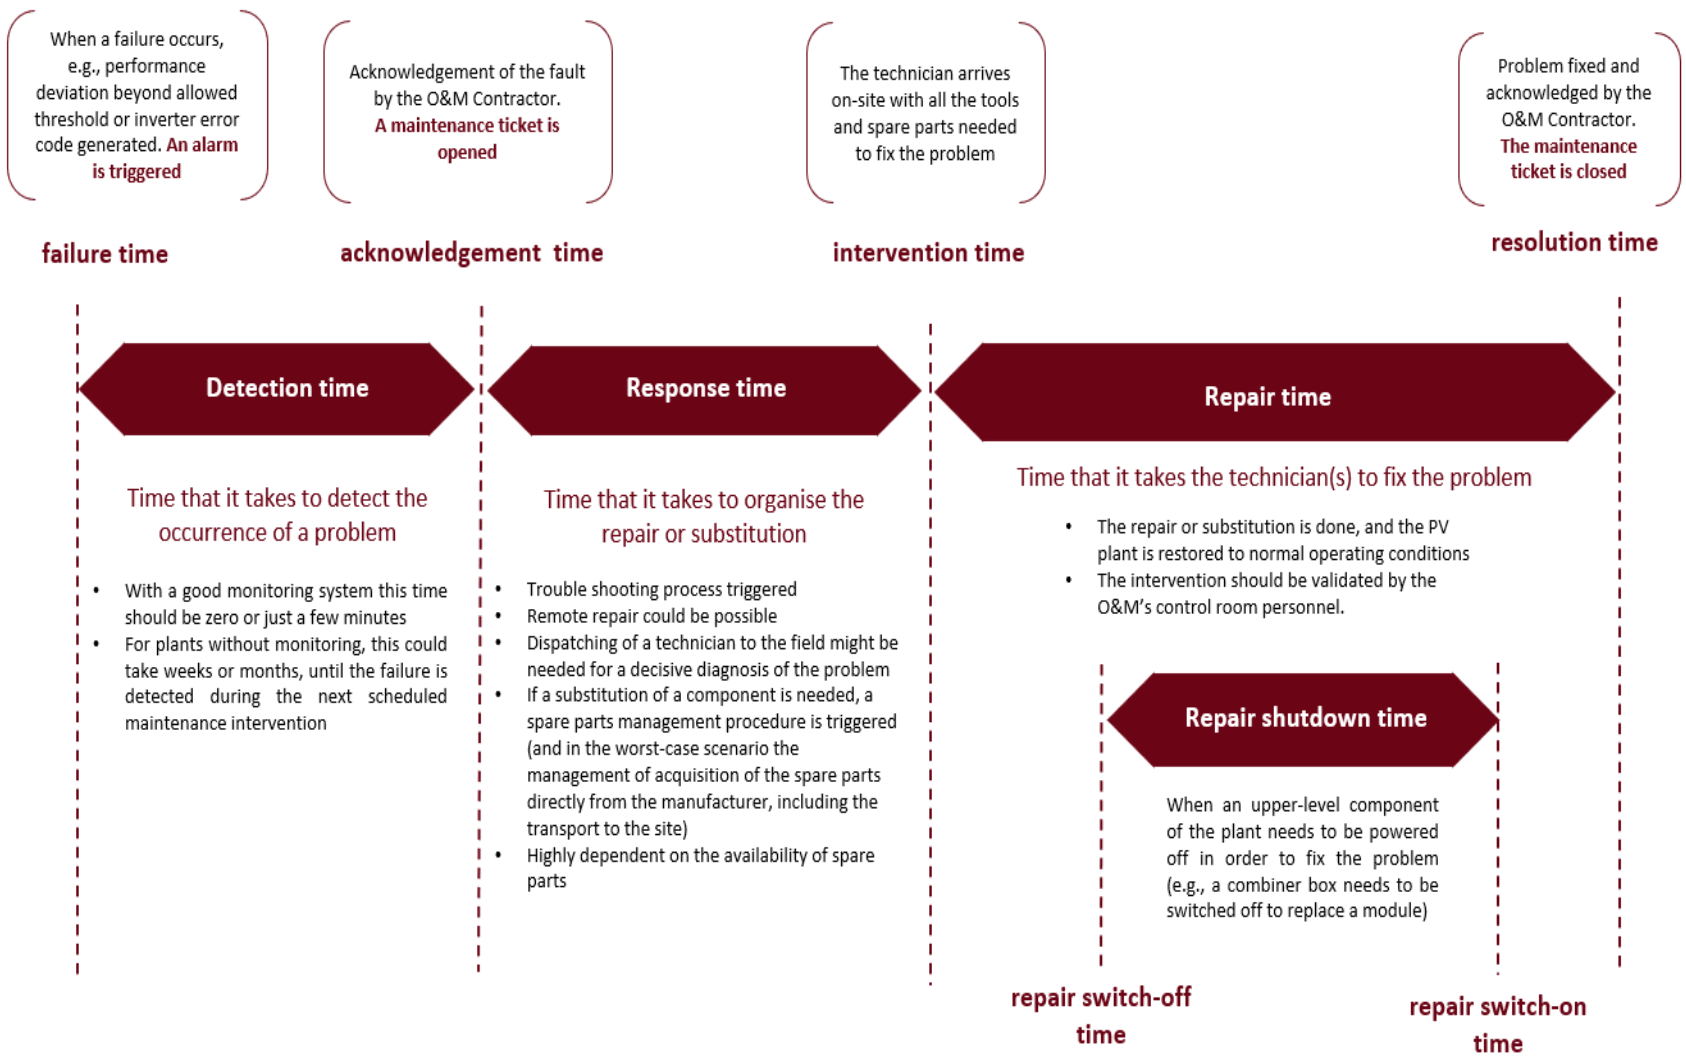 When a failure occurs,
e.g., performance
deviation beyond allowed
threshold or inverter error
code generated. An alarm
is triggered
Acknowledgement of the fault
by the O&M Contractor.
A maintenance ticket is
opened
The technician arrives
on-site with all the tools
and spare parts needed
to fix the problem
Problem fixed and
acknowledged by the
O&M Contractor.
The maintenance
ticket is closed
failure time
acknowledgement time
intervention time
resolution time
Detection time
Response time
Repair time
Time that it takes to detect the
occurrence of a problem
• With a good monitoring system this time
should be zero or just a few minutes
• For plants without monitoring, this could
take weeks or months, until the failure is
detected during the next scheduled
maintenance intervention
Time that it takes to organise the
repair or substitution
• Trouble shooting process triggered
• Remote repair could be possible
• Dispatching of a technician to the field might be
needed for a decisive diagnosis of the problem
• If a substitution of a component is needed, a
spare parts management procedure is triggered
(and in the worst-case scenario the
management of acquisition of the spare parts
directly from the manufacturer, including the
transport to the site)
• Highly dependent on the availability of spare
parts
Time that it takes the technician(s) to fix the problem
• The repair or substitution is done, and the PV
plant is restored to normal operating conditions
• The intervention should be validated by the
O&M's control room personnel.
Repair shutdown time
When an upper-level component
of the plant needs to be powered
off in order to fix the problem
(e.g., a combiner box needs to be
switched off to replace a module)
repair switch-off
time
repair switch-on
time